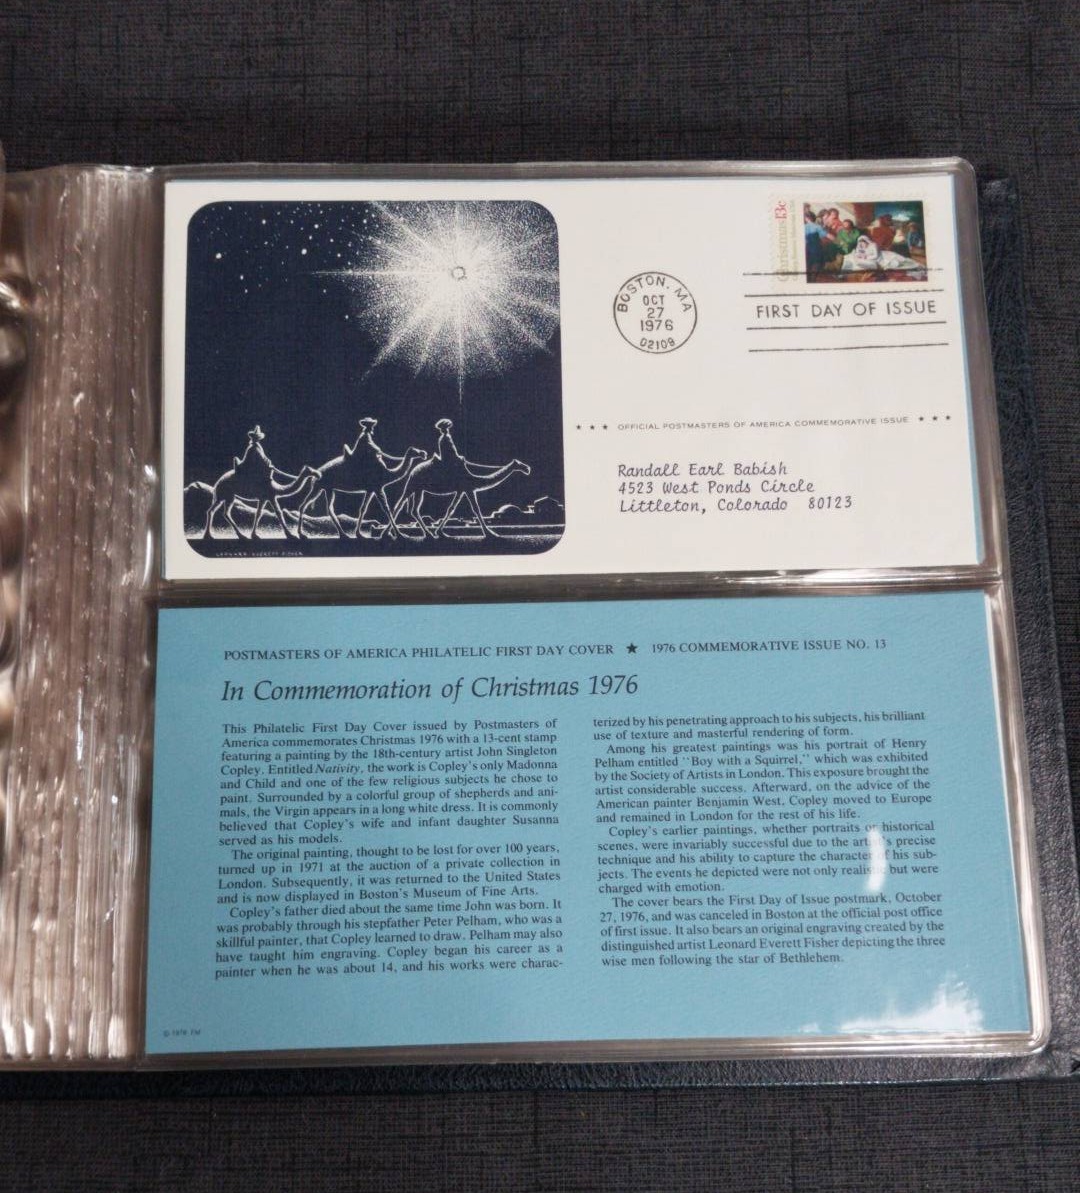 Christmas 13c
BOSTON, MA
OCT
27
1976
02109
FIRST DAY OF ISSUE
★ ★ ★ OFFICIAL POSTMASTERS OF AMERICA COMMEMORATIVE ISSUE ★ ★ ★
Randall Earl Babish
4523 West Ponds Circle
Littleton, Colorado 80123
LEONARD EVERETT FISHER
POSTMASTERS OF AMERICA PHILATELIC FIRST DAY COVER ★ 1976 COMMEMORATIVE ISSUE NO. 13
In Commemoration of Christmas 1976
This Philatelic First Day Cover issued by Postmasters of
America commemorates Christmas 1976 with a 13-cent stamp
featuring a painting by the 18th-century artist John Singleton
Copley. Entitled Nativity, the work is Copley's only Madonna
and Child and one of the few religious subjects he chose to
paint. Surrounded by a colorful group of shepherds and ani-
mals, the Virgin appears in a long white dress. It is commonly
believed that Copley's wife and infant daughter Susanna
served as his models.
The original painting, thought to be lost for over 100 years,
turned up in 1971 at the auction of a private collection in
London. Subsequently, it was returned to the United States
and is now displayed in Boston's Museum of Fine Arts.
Copley's father died about the same time John was born. It
was probably through his stepfather Peter Pelham, who was a
skillful painter, that Copley learned to draw. Pelham may also
have taught him engraving. Copley began his career as a
painter when he was about 14, and his works were charac-
terized by his penetrating approach to his subjects, his brilliant
use of texture and masterful rendering of form.
Among his greatest paintings was his portrait of Henry
Pelham entitled "Boy with a Squirrel," which was exhibited
by the Society of Artists in London. This exposure brought the
artist considerable success. Afterward, on the advice of the
American painter Benjamin West, Copley moved to Europe
and remained in London for the rest of his life.
Copley's earlier paintings, whether portraits or historical
scenes, were invariably successful due to the artist's precise
technique and his ability to capture the character of his sub-
jects. The events he depicted were not only realistic but were
charged with emotion.
The cover bears the First Day of Issue postmark, October
27, 1976, and was canceled in Boston at the official post office
of first issue. It also bears an original engraving created by the
distinguished artist Leonard Everett Fisher depicting the three
wise men following the star of Bethlehem.